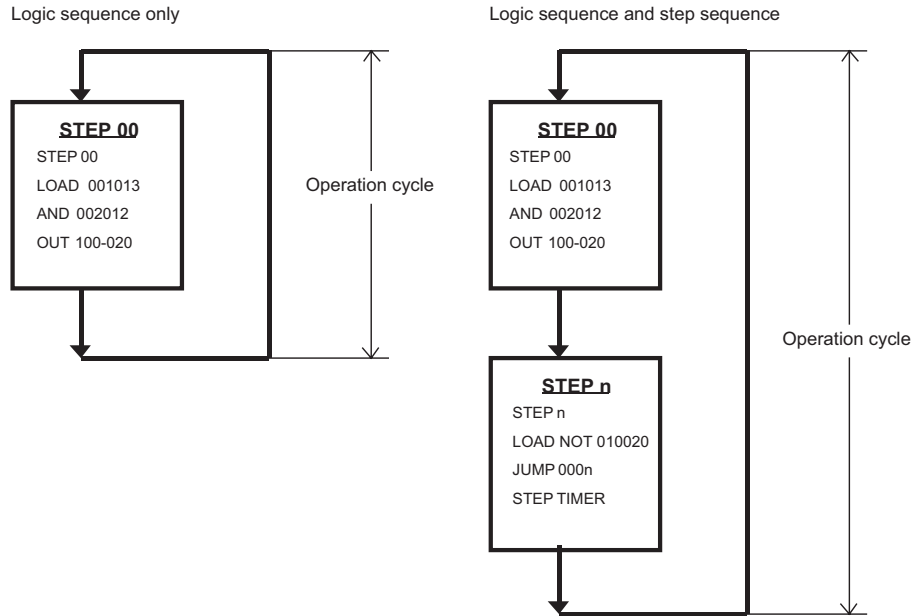 Logic sequence only
STEP 00
STEP 00
LOAD 001013
AND 002012
OUT 100-020
Operation cycle
Logic sequence and step sequence
STEP 00
STEP 00
LOAD 001013
AND 002012
OUT 100-020
STEP n
STEP n
LOAD NOT 010020
JUMP 000n
STEP TIMER
Operation cycle